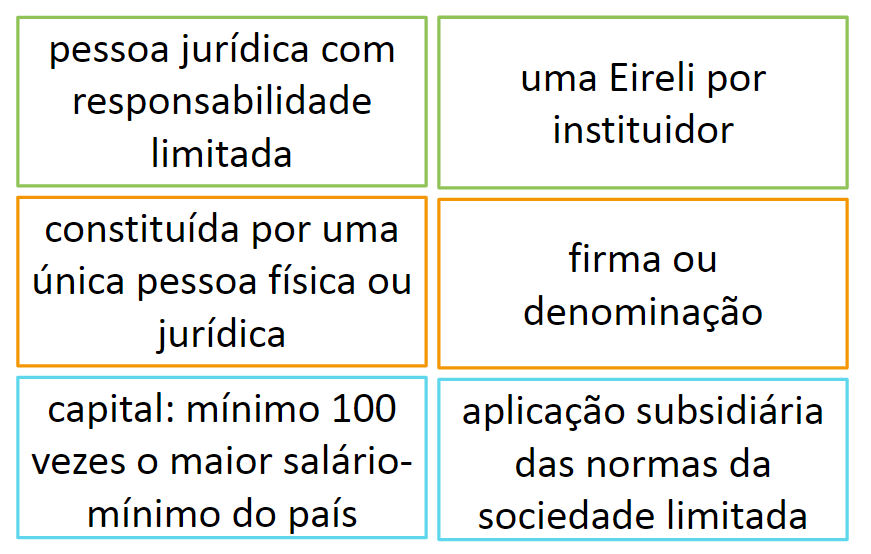 pessoa jurídica com
responsabilidade
limitada
uma Eireli por
instituidor
constituída por uma
única pessoa física ou
jurídica
firma ou
denominação
capital: mínimo 100
vezes o maior salário-
mínimo do país
aplicação subsidiária
das normas da
sociedade limitada